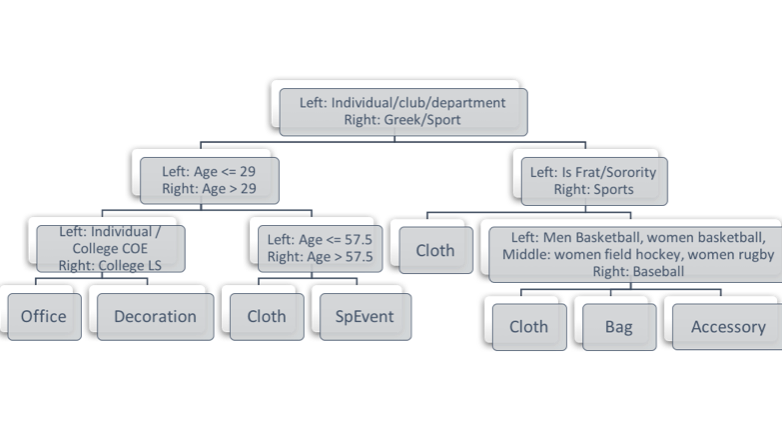 Left: Individual/club/department
Right: Greek/Sport
Left: Age <= 29
Right: Age > 29
Left: Is Frat/Sorority
Right: Sports
Left: Individual /
College COE
Right: College LS
Left: Age <= 57.5
Right: Age > 57.5
Cloth
Left: Men Basketball, women basketball,
Middle: women field hockey, women rugby
Right: Baseball
Office
Decoration
Cloth
SpEvent
Cloth
Bag
Accessory